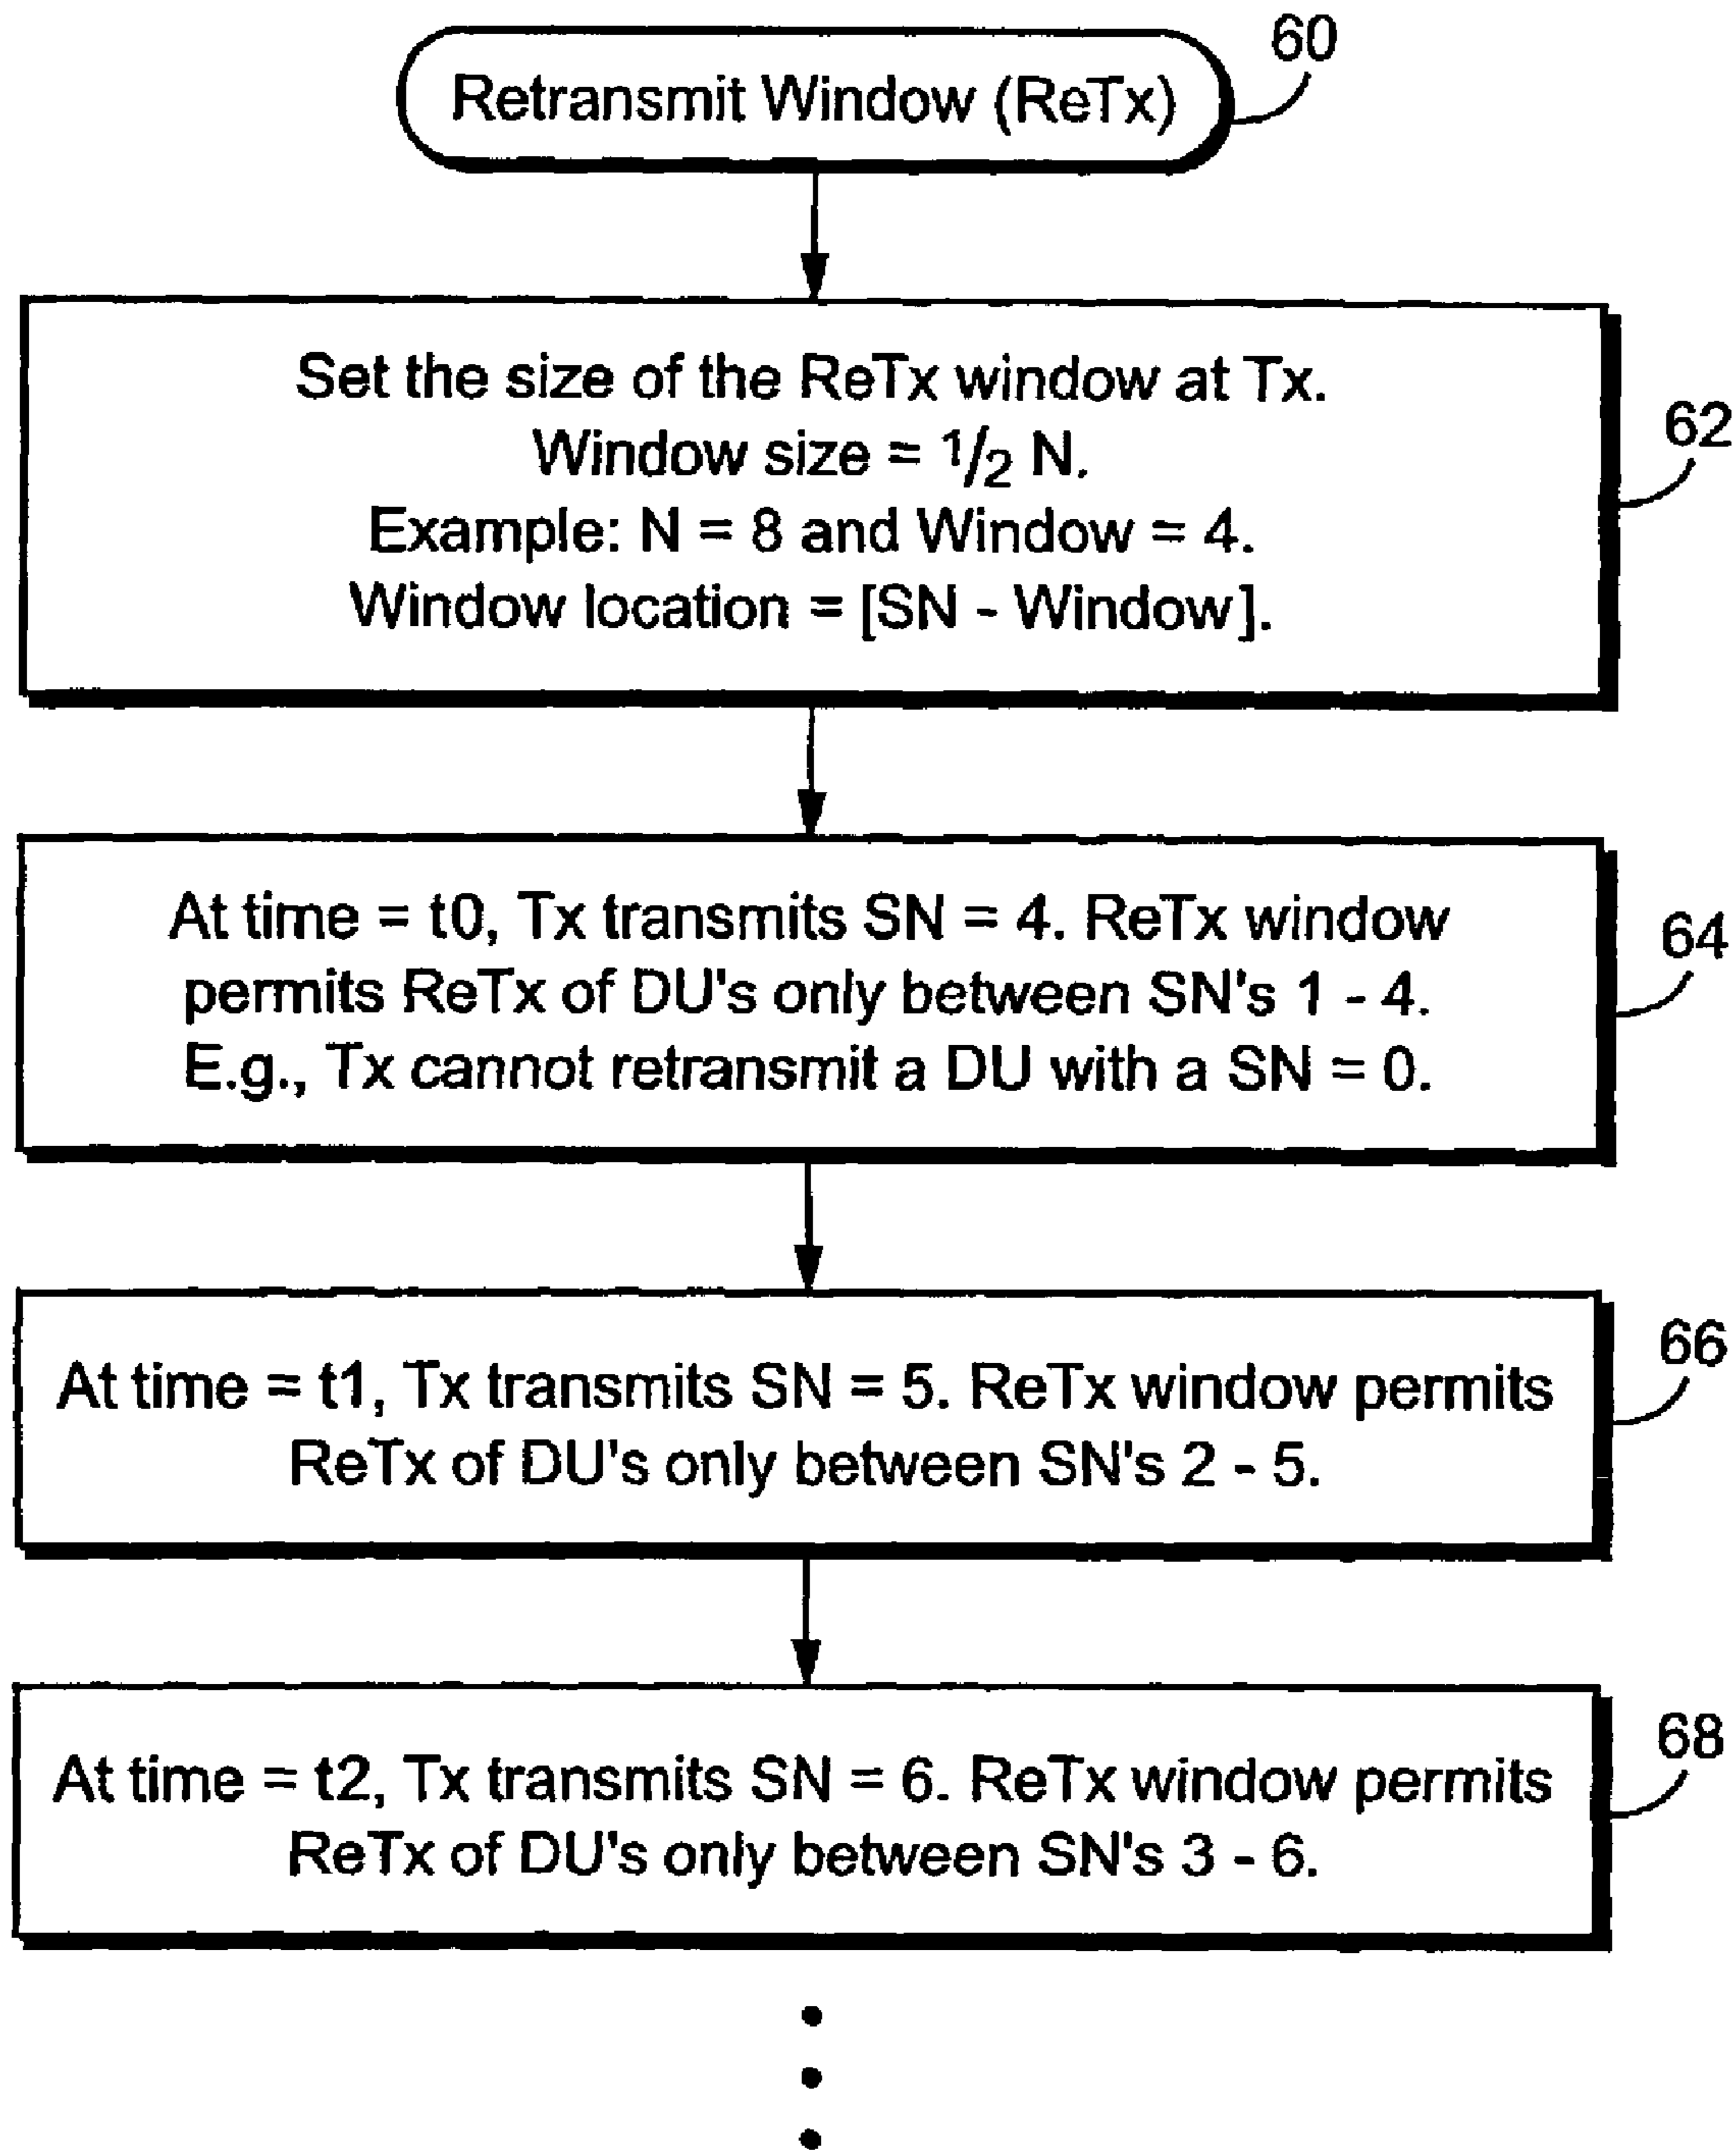 60
Retransmit Window (ReTx)
Set the size of the ReTx window at Tx.
Window size = 1/2 N.
Example: N = 8 and Window = 4.
Window location = [SN - Window].
62
At time = t0, Tx transmits SN = 4. ReTx window
permits ReTx of DU's only between SN's 1 - 4.
E.g., Tx cannot retransmit a DU with a SN = 0.
64
At time = t1, Tx transmits SN = 5. ReTx window permits
ReTx of DU's only between SN's 2 - 5.
66
At time = t2, Tx transmits SN = 6. ReTx window permits
ReTx of DU's only between SN's 3 - 6.
68